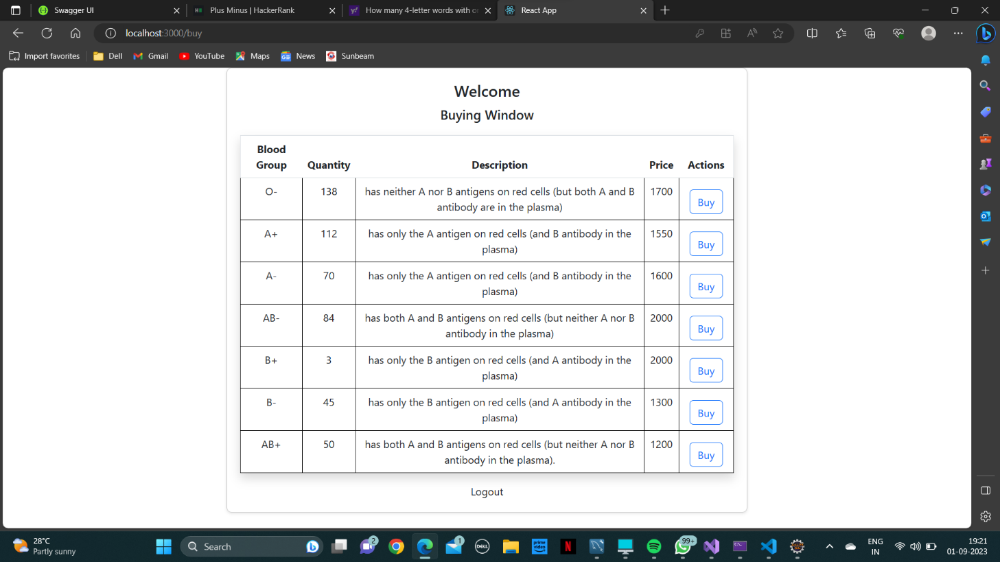 Swagger UI
Plus Minus | HackerRank
How many 4-letter words with or
React App
localhost:3000/buy
Import favorites
Dell
Gmail
YouTube
Maps
News
Sunbeam
Welcome
Buying Window
Blood Group Quantity Description Price Actions
O- 138 has neither A nor B antigens on red cells (but both A and B 1700 Buy
antibody are in the plasma)
A+ 112 has only the A antigen on red cells (and B antibody in the 1550 Buy
plasma)
A- 70 has only the A antigen on red cells (and B antibody in the 1600 Buy
plasma)
AB- 84 has both A and B antigens on red cells (but neither A nor B 2000 Buy
antibody in the plasma)
B+ 3 has only the B antigen on red cells (and A antibody in the 2000 Buy
plasma)
B- 45 has only the B antigen on red cells (and A antibody in the 1300 Buy
plasma)
AB+ 50 has both A and B antigens on red cells (but neither A nor B 1200 Buy
antibody in the plasma).
Logout
28°C
Partly sunny
Search
2
1
DELL
prime video
N
99+
ENG
IN
19:21
01-09-2023